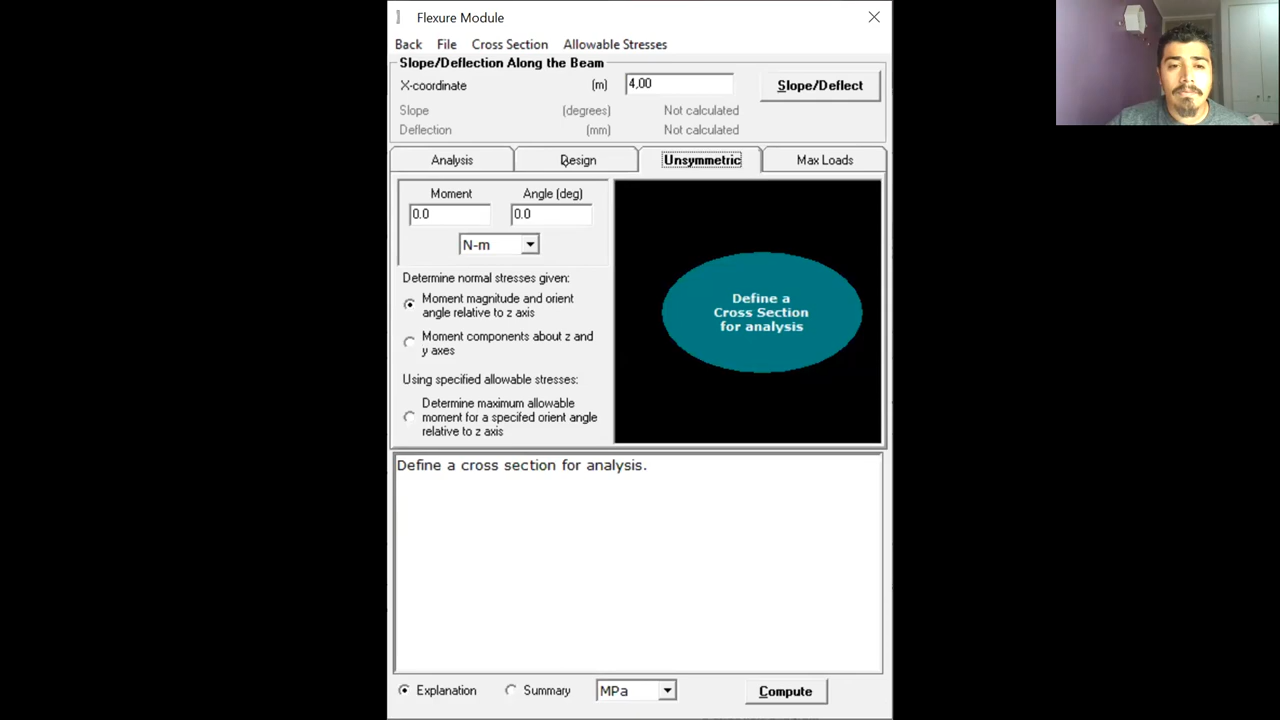 Flexure Module
Back File Cross Section Allowable Stresses
Slope/Deflection Along the Beam
X-coordinate (m) 4,00 Slope/Deflect
Slope (degrees) Not calculated
Deflection (mm) Not calculated
Analysis Design Unsymmetric Max Loads
Moment Angle (deg)
0.0 0.0
N-m
Determine normal stresses given:
Moment magnitude and orient
angle relative to z axis
Moment components about z and
y axes
Using specified allowable stresses:
Determine maximum allowable
moment for a specifed orient angle
relative to z axis
Define a
Cross Section
for analysis
Define a cross section for analysis.
Explanation Summary MPa Compute